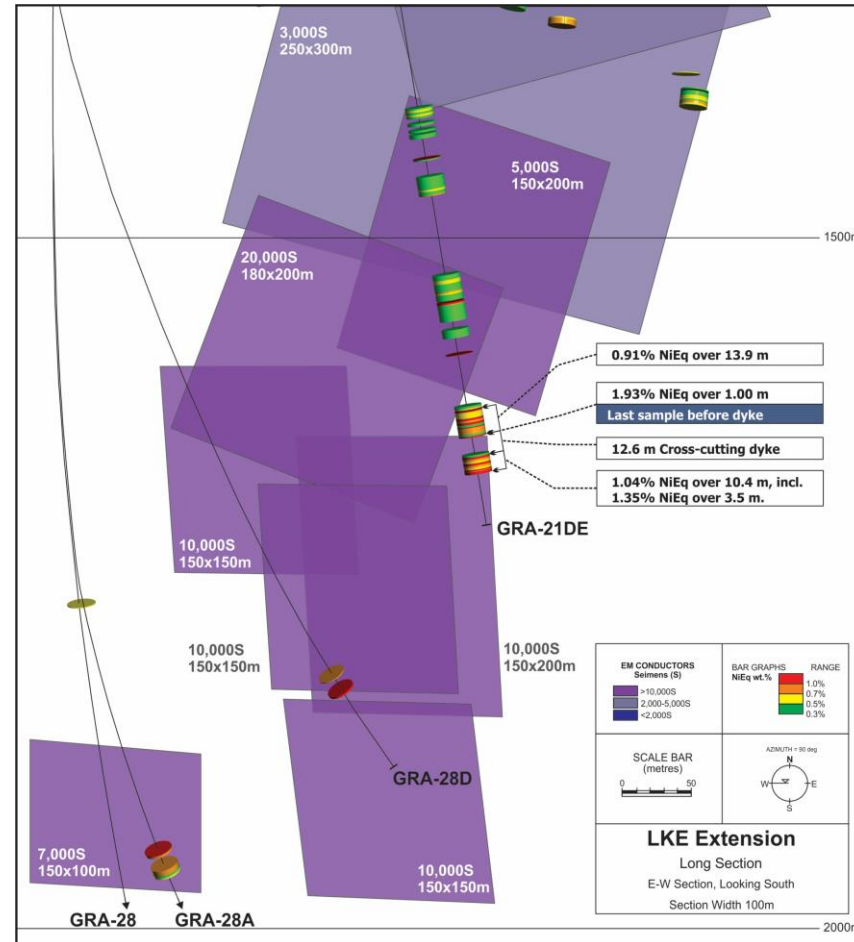 3,000S
250x300m
5,000S
150x200m
1500m
20,000S
180x200m
0.91% NiEq over 13.9 m
1.93% NiEq over 1.00 m
Last sample before dyke
12.6 m Cross-cutting dyke
1.04% NiEq over 10.4 m, incl.
1.35% NiEq over 3.5 m.
GRA-21DE
10,000S
150x150m
10,000S
150x150m
10,000S
150x200m
GRA-28D
7,000S
150x100m
10,000S
150x150m
GRA-28
GRA-28A
EM CONDUCTORS
Seimens (S)
>10,000S
2,000-5,000S
<2,000S
BAR GRAPHS RANGE
NiEq wt.%
1.0%
0.7%
0.5%
0.3%
SCALE BAR
(metres)
0 50
AZIMUTH = 90 deg
N
W E
S
LKE Extension
Long Section
E-W Section, Looking South
Section Width 100m
2000m